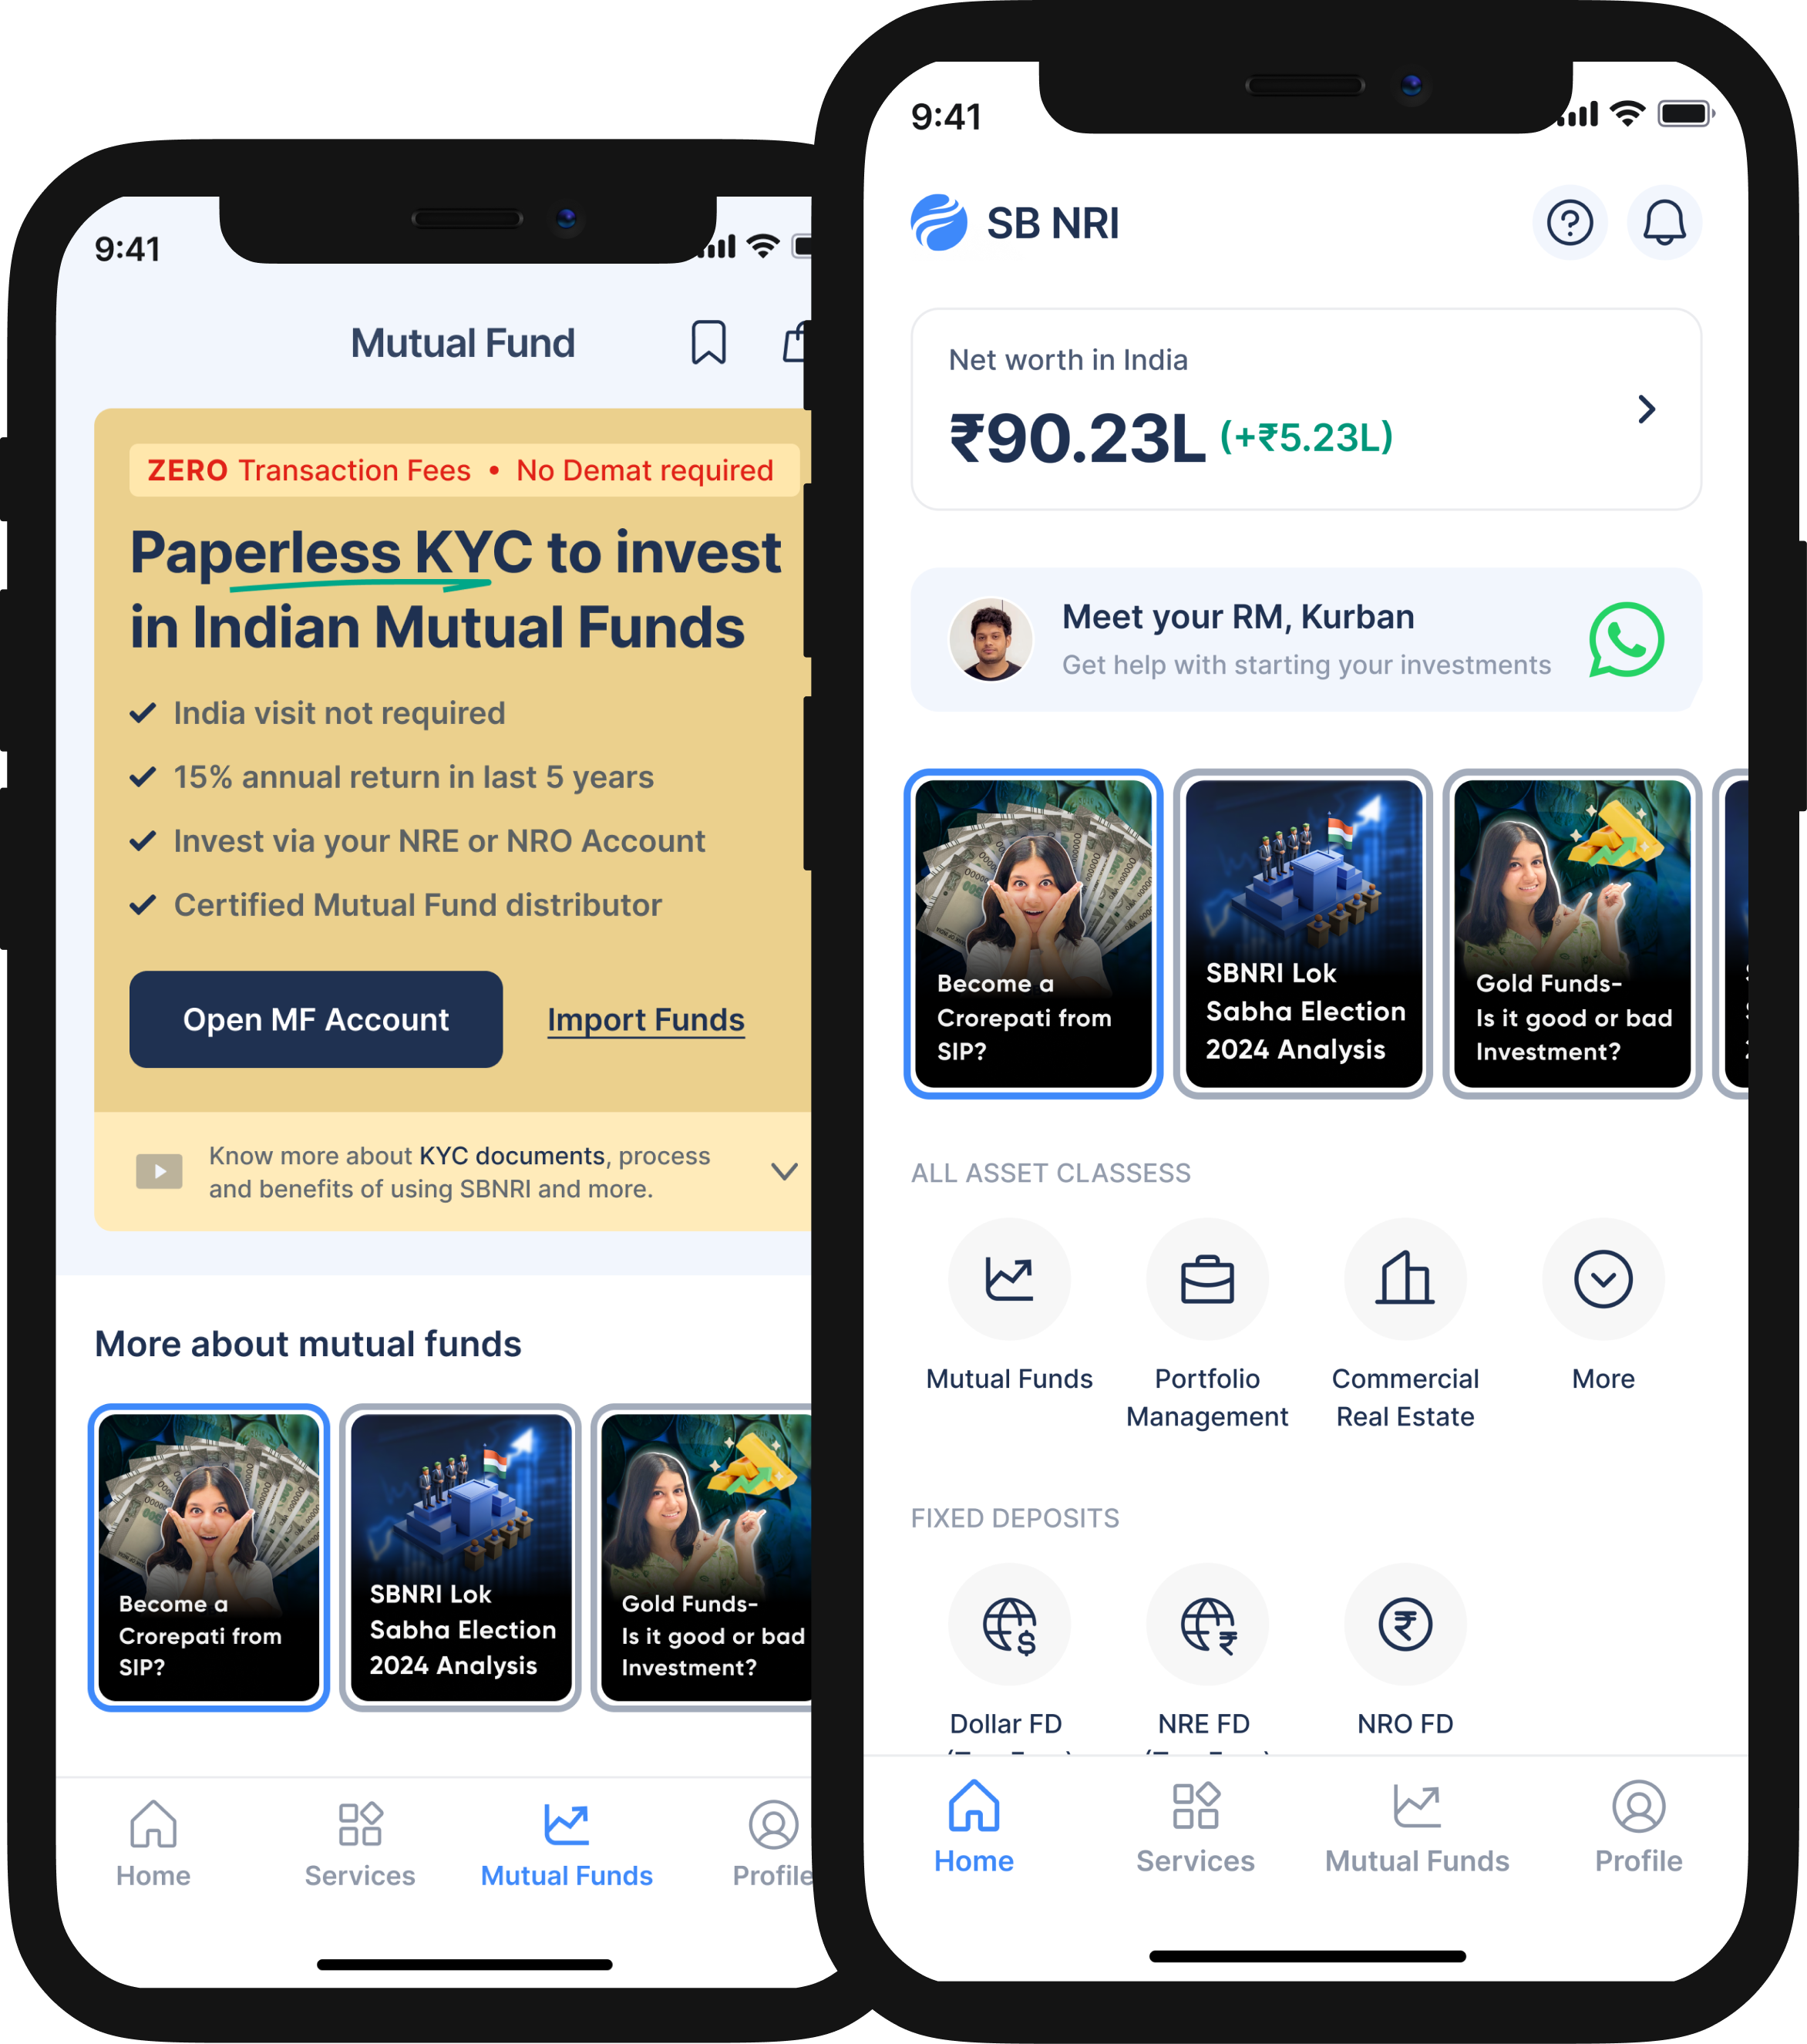 9:41
Mutual Fund
ZERO Transaction Fees • No Demat required
Paperless KYC to invest
in Indian Mutual Funds
India visit not required
15% annual return in last 5 years
Invest via your NRE or NRO Account
Certified Mutual Fund distributor
Open MF Account
Import Funds
Know more about KYC documents, process
and benefits of using SBNRI and more.
More about mutual funds
Become a
Crorepati from
SIP?
SBNRI Lok
Sabha Election
2024 Analysis
Gold Funds-
Is it good or bad
Investment?
Home
Services
Mutual Funds
Profile
9:41
SB NRI
Net worth in India
₹90.23L (+₹5.23L)
Meet your RM, Kurban
Get help with starting your investments
Become a
Crorepati from
SIP?
SBNRI Lok
Sabha Election
2024 Analysis
Gold Funds-
Is it good or bad
Investment?
ALL ASSET CLASSESS
Mutual Funds
Portfolio
Management
Commercial
Real Estate
More
FIXED DEPOSITS
Dollar FD
NRE FD
NRO FD
Home
Services
Mutual Funds
Profile